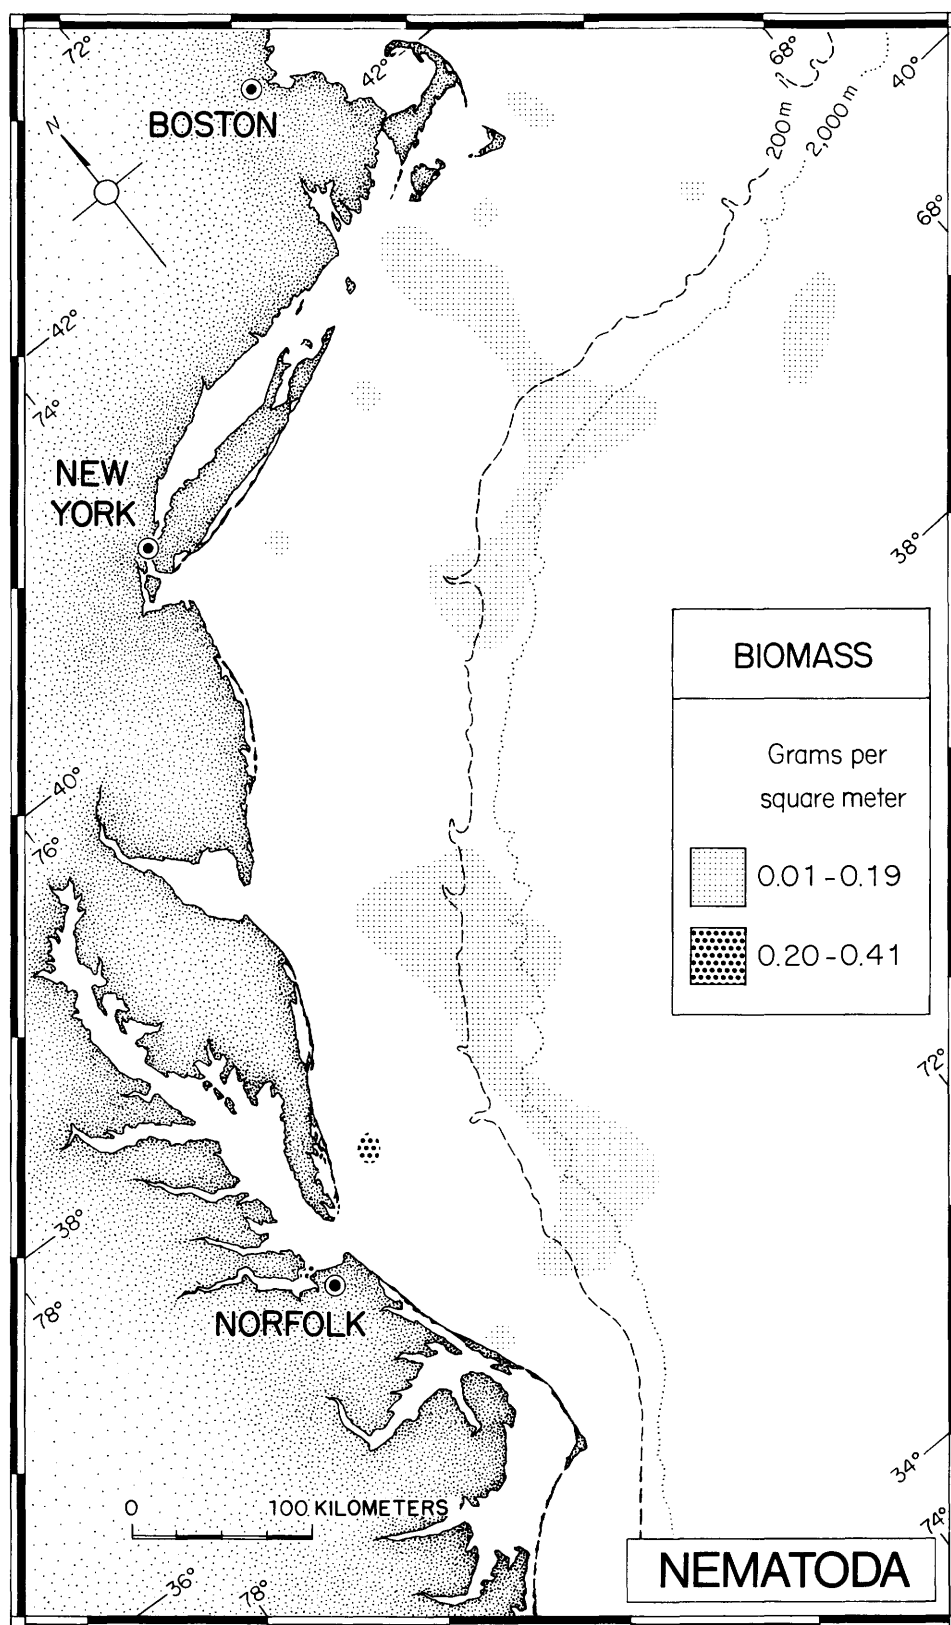 72°
42°
68°
40°
BOSTON
N
200 m
2,000 m
68°
42°
74°
NEW
YORK
38°
BIOMASS
Grams per
square meter
0.01-0.19
0.20-0.41
40°
76°
72°
38°
78°
NORFOLK
34°
0 100 KILOMETERS
74°
NEMATODA
36°
78°